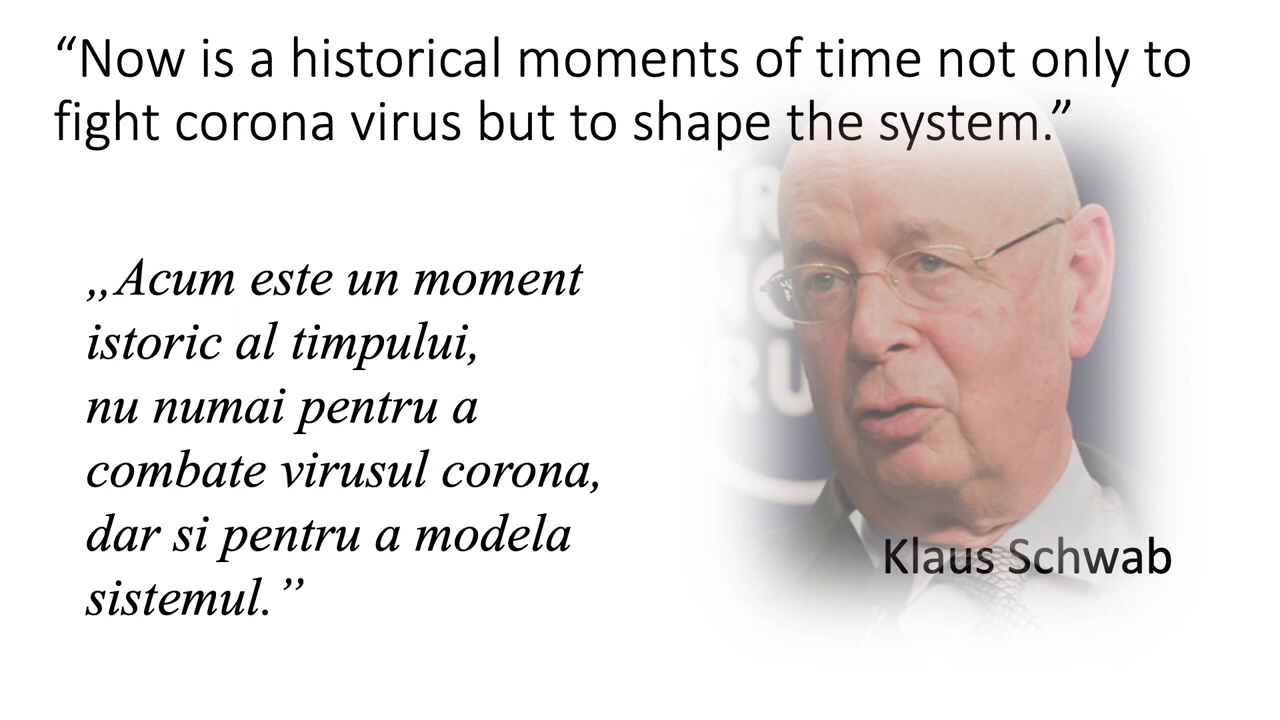 “Now is a historical moments of time not only to
fight corona virus but to shape the system.”
„Acum este un moment
istoric al timpului,
nu numai pentru a
combate virusul corona,
dar si pentru a modela
sistemul.”
Klaus Schwab